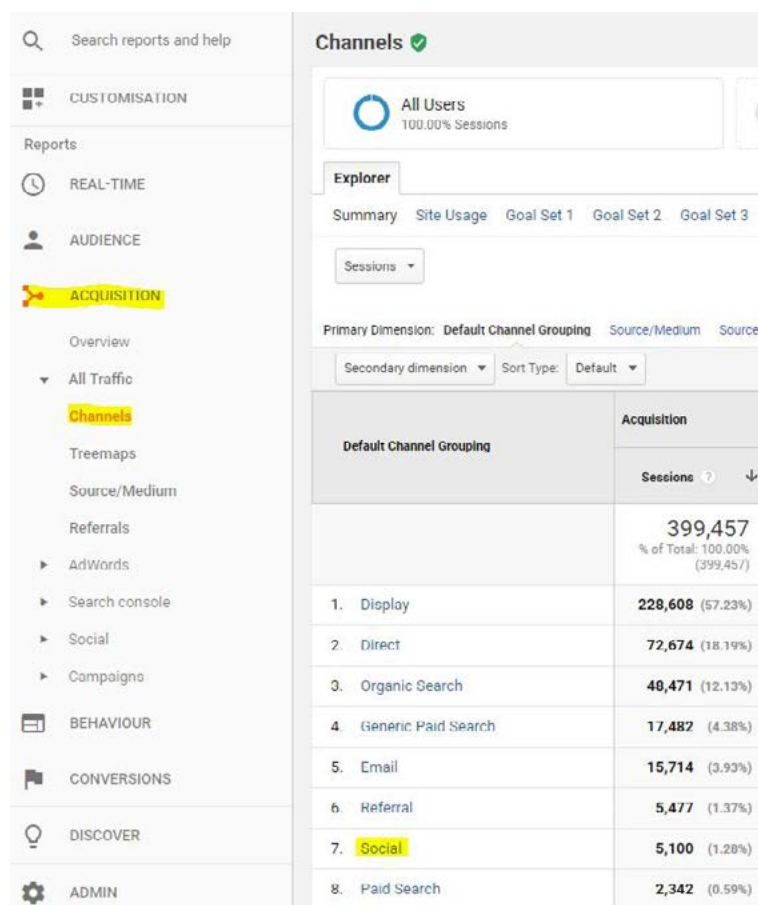 Search reports and help
CUSTOMISATION
Reports
REAL-TIME
AUDIENCE
ACQUISITION
Overview
All Traffic
Channels
Treemaps
Source/Medium
Referrals
AdWords
Search console
Social
Campaigns
BEHAVIOUR
CONVERSIONS
DISCOVER
ADMIN
Channels
All Users
100.00% Sessions
Explorer
Summary Site Usage Goal Set 1 Goal Set 2 Goal Set 3
Sessions
Primary Dimension: Default Channel Grouping Source/Medium Source
Secondary dimension Sort Type: Default
Default Channel Grouping Acquisition
Sessions ?
399,457
% of Total: 100.00%
(399,457)
1. Display 228,608 (57.23%)
2. Direct 72,674 (18.19%)
3. Organic Search 48,471 (12.13%)
4. Generic Paid Search 17,482 (4.38%)
5. Email 15,714 (3.93%)
6. Referral 5,477 (1.37%)
7. Social 5,100 (1.28%)
8. Paid Search 2,342 (0.59%)